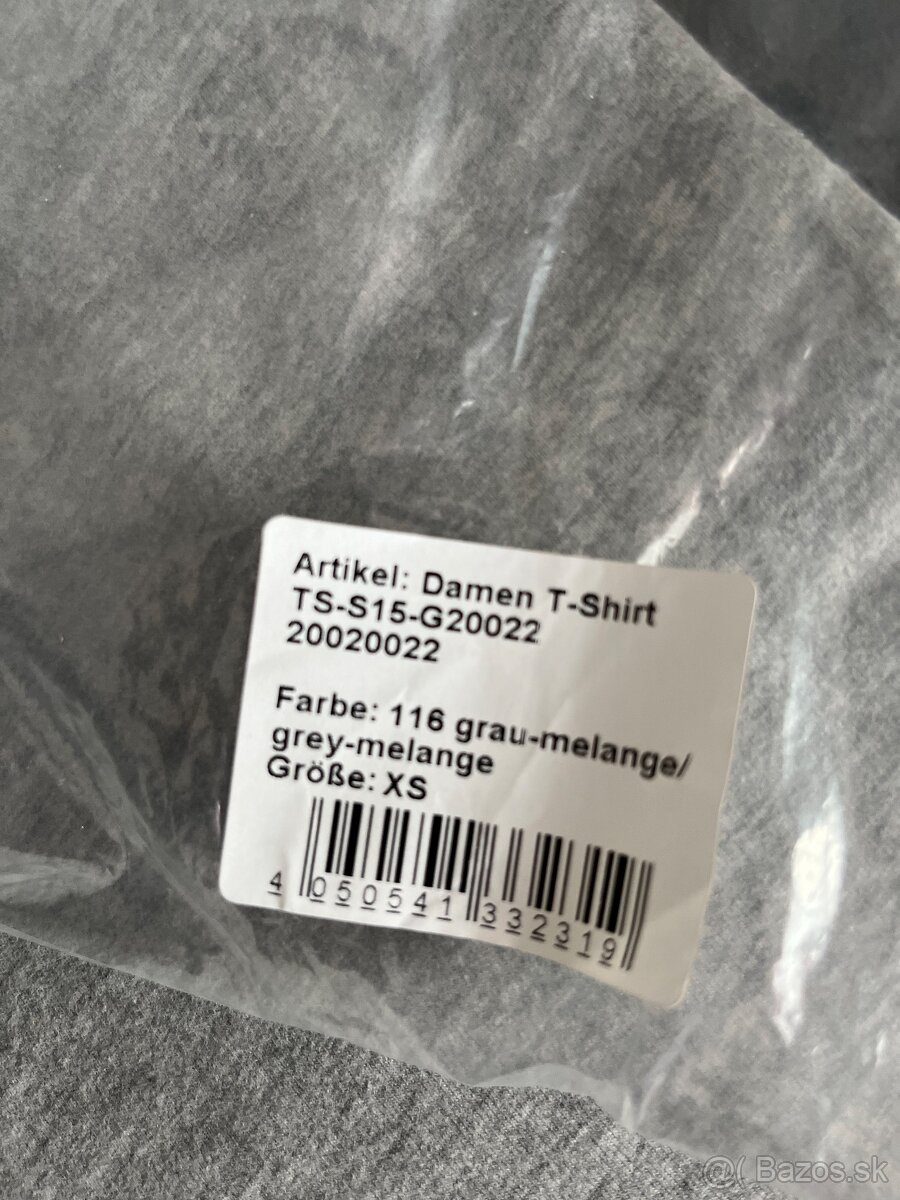 Artikel: Damen T-Shirt
TS-S15-G20022
20020022
Farbe: 116 grau-melange/
grey-melange
Größe: XS
4 050541 332319
@( Bazos.sk